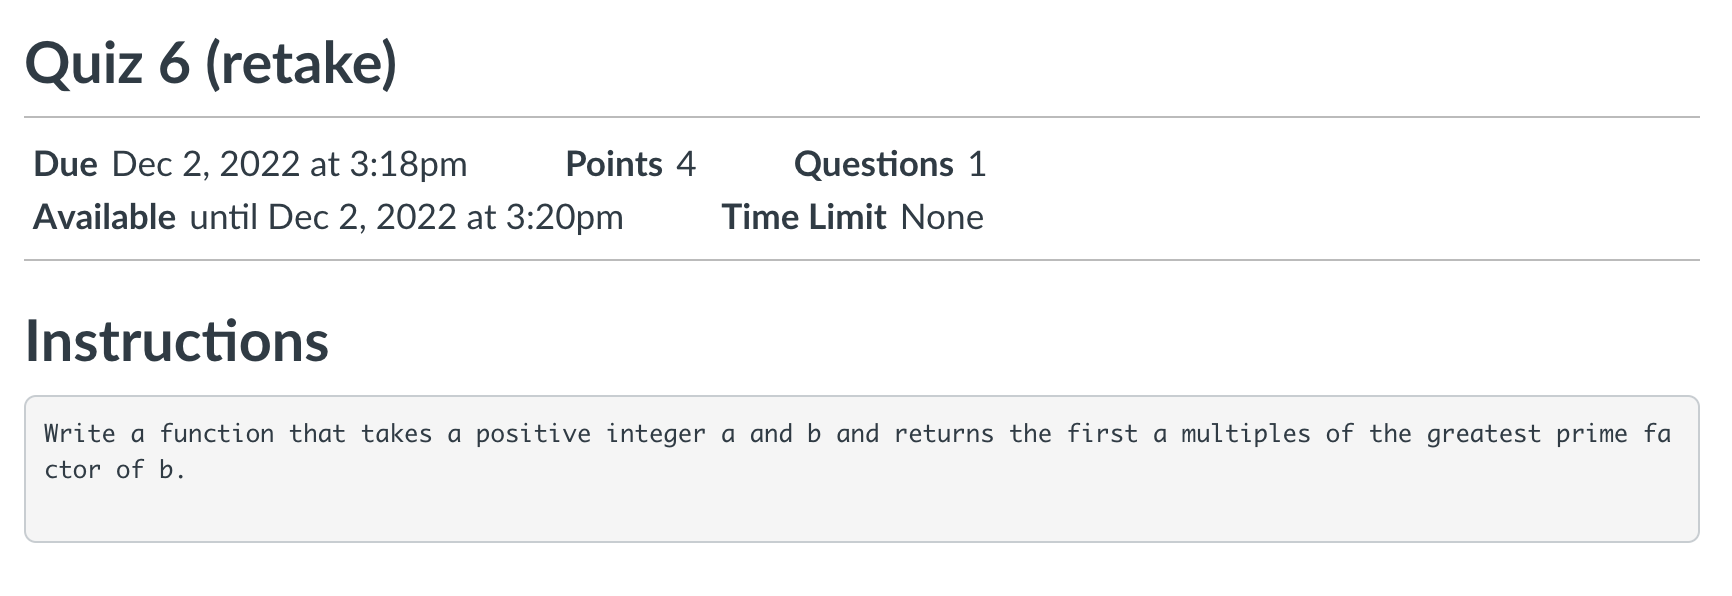 Quiz 6 (retake)
Due Dec 2, 2022 at 3:18pm Points 4 Questions 1
Available until Dec 2, 2022 at 3:20pm Time Limit None
Instructions
Write a function that takes a positive integer a and b and returns the first a multiples of the greatest prime fa
ctor of b.